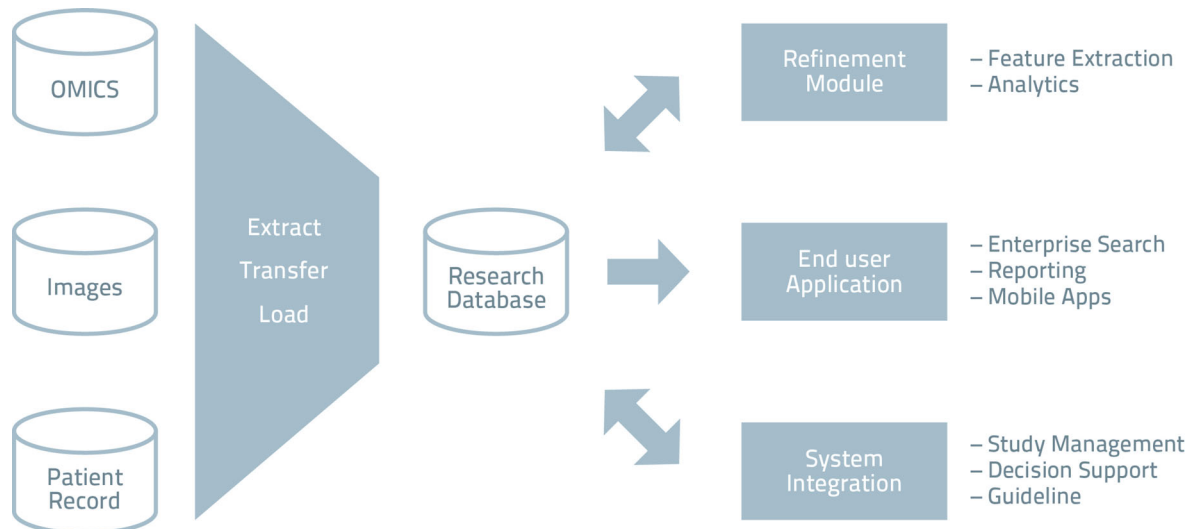 OMICS
Images
Patient
Record
Extract
Transfer
Load
Research
Database
Refinement
Module
– Feature Extraction
– Analytics
End user
Application
– Enterprise Search
– Reporting
– Mobile Apps
System
Integration
– Study Management
– Decision Support
– Guideline